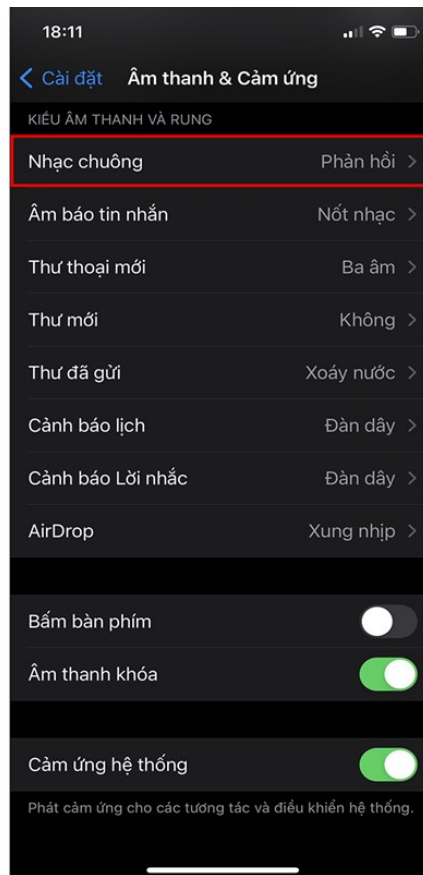 18:11
Cài đặt Âm thanh & Cảm ứng
KIỂU ÂM THANH VÀ RUNG
Nhạc chuông Phản hồi
Âm báo tin nhắn Nốt nhạc
Thư thoại mới Ba âm
Thư mới Không
Thư đã gửi Xoáy nước
Cảnh báo lịch Đàn dây
Cảnh báo Lời nhắc Đàn dây
AirDrop Xung nhịp
Bấm bàn phím
Âm thanh khóa
Cảm ứng hệ thống
Phát cảm ứng cho các tương tác và điều khiển hệ thống.